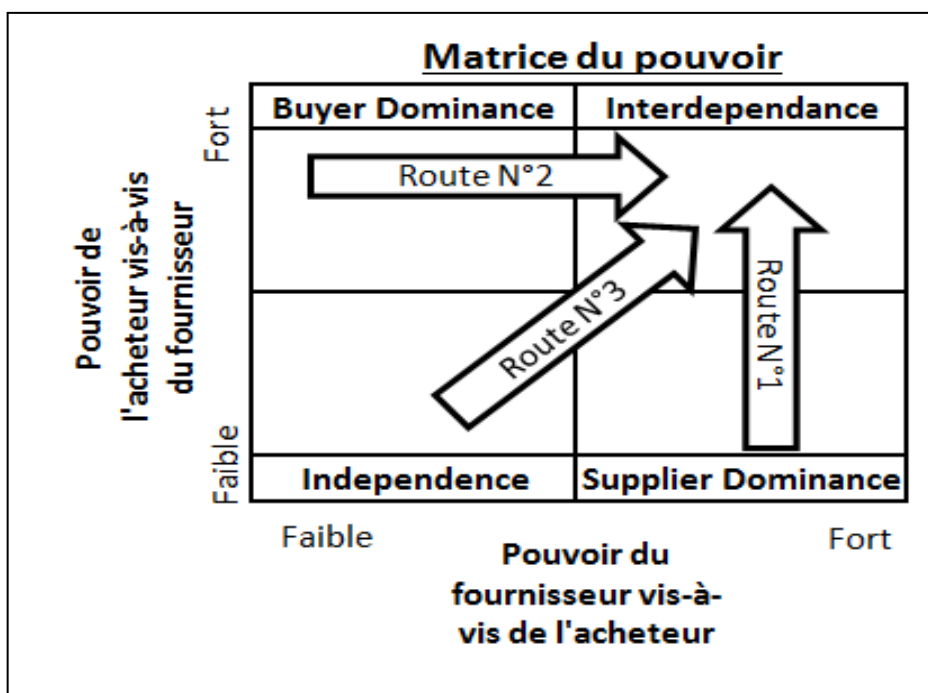 Matrice du pouvoir
Buyer Dominance
Interdependance
Fort
Route N°2
Pouvoir de
l'acheteur vis-à-vis
du fournisseur
Route N°3
Route N°1
Faible
Independence
Supplier Dominance
Faible
Fort
Pouvoir du
fournisseur vis-à-
vis de l'acheteur